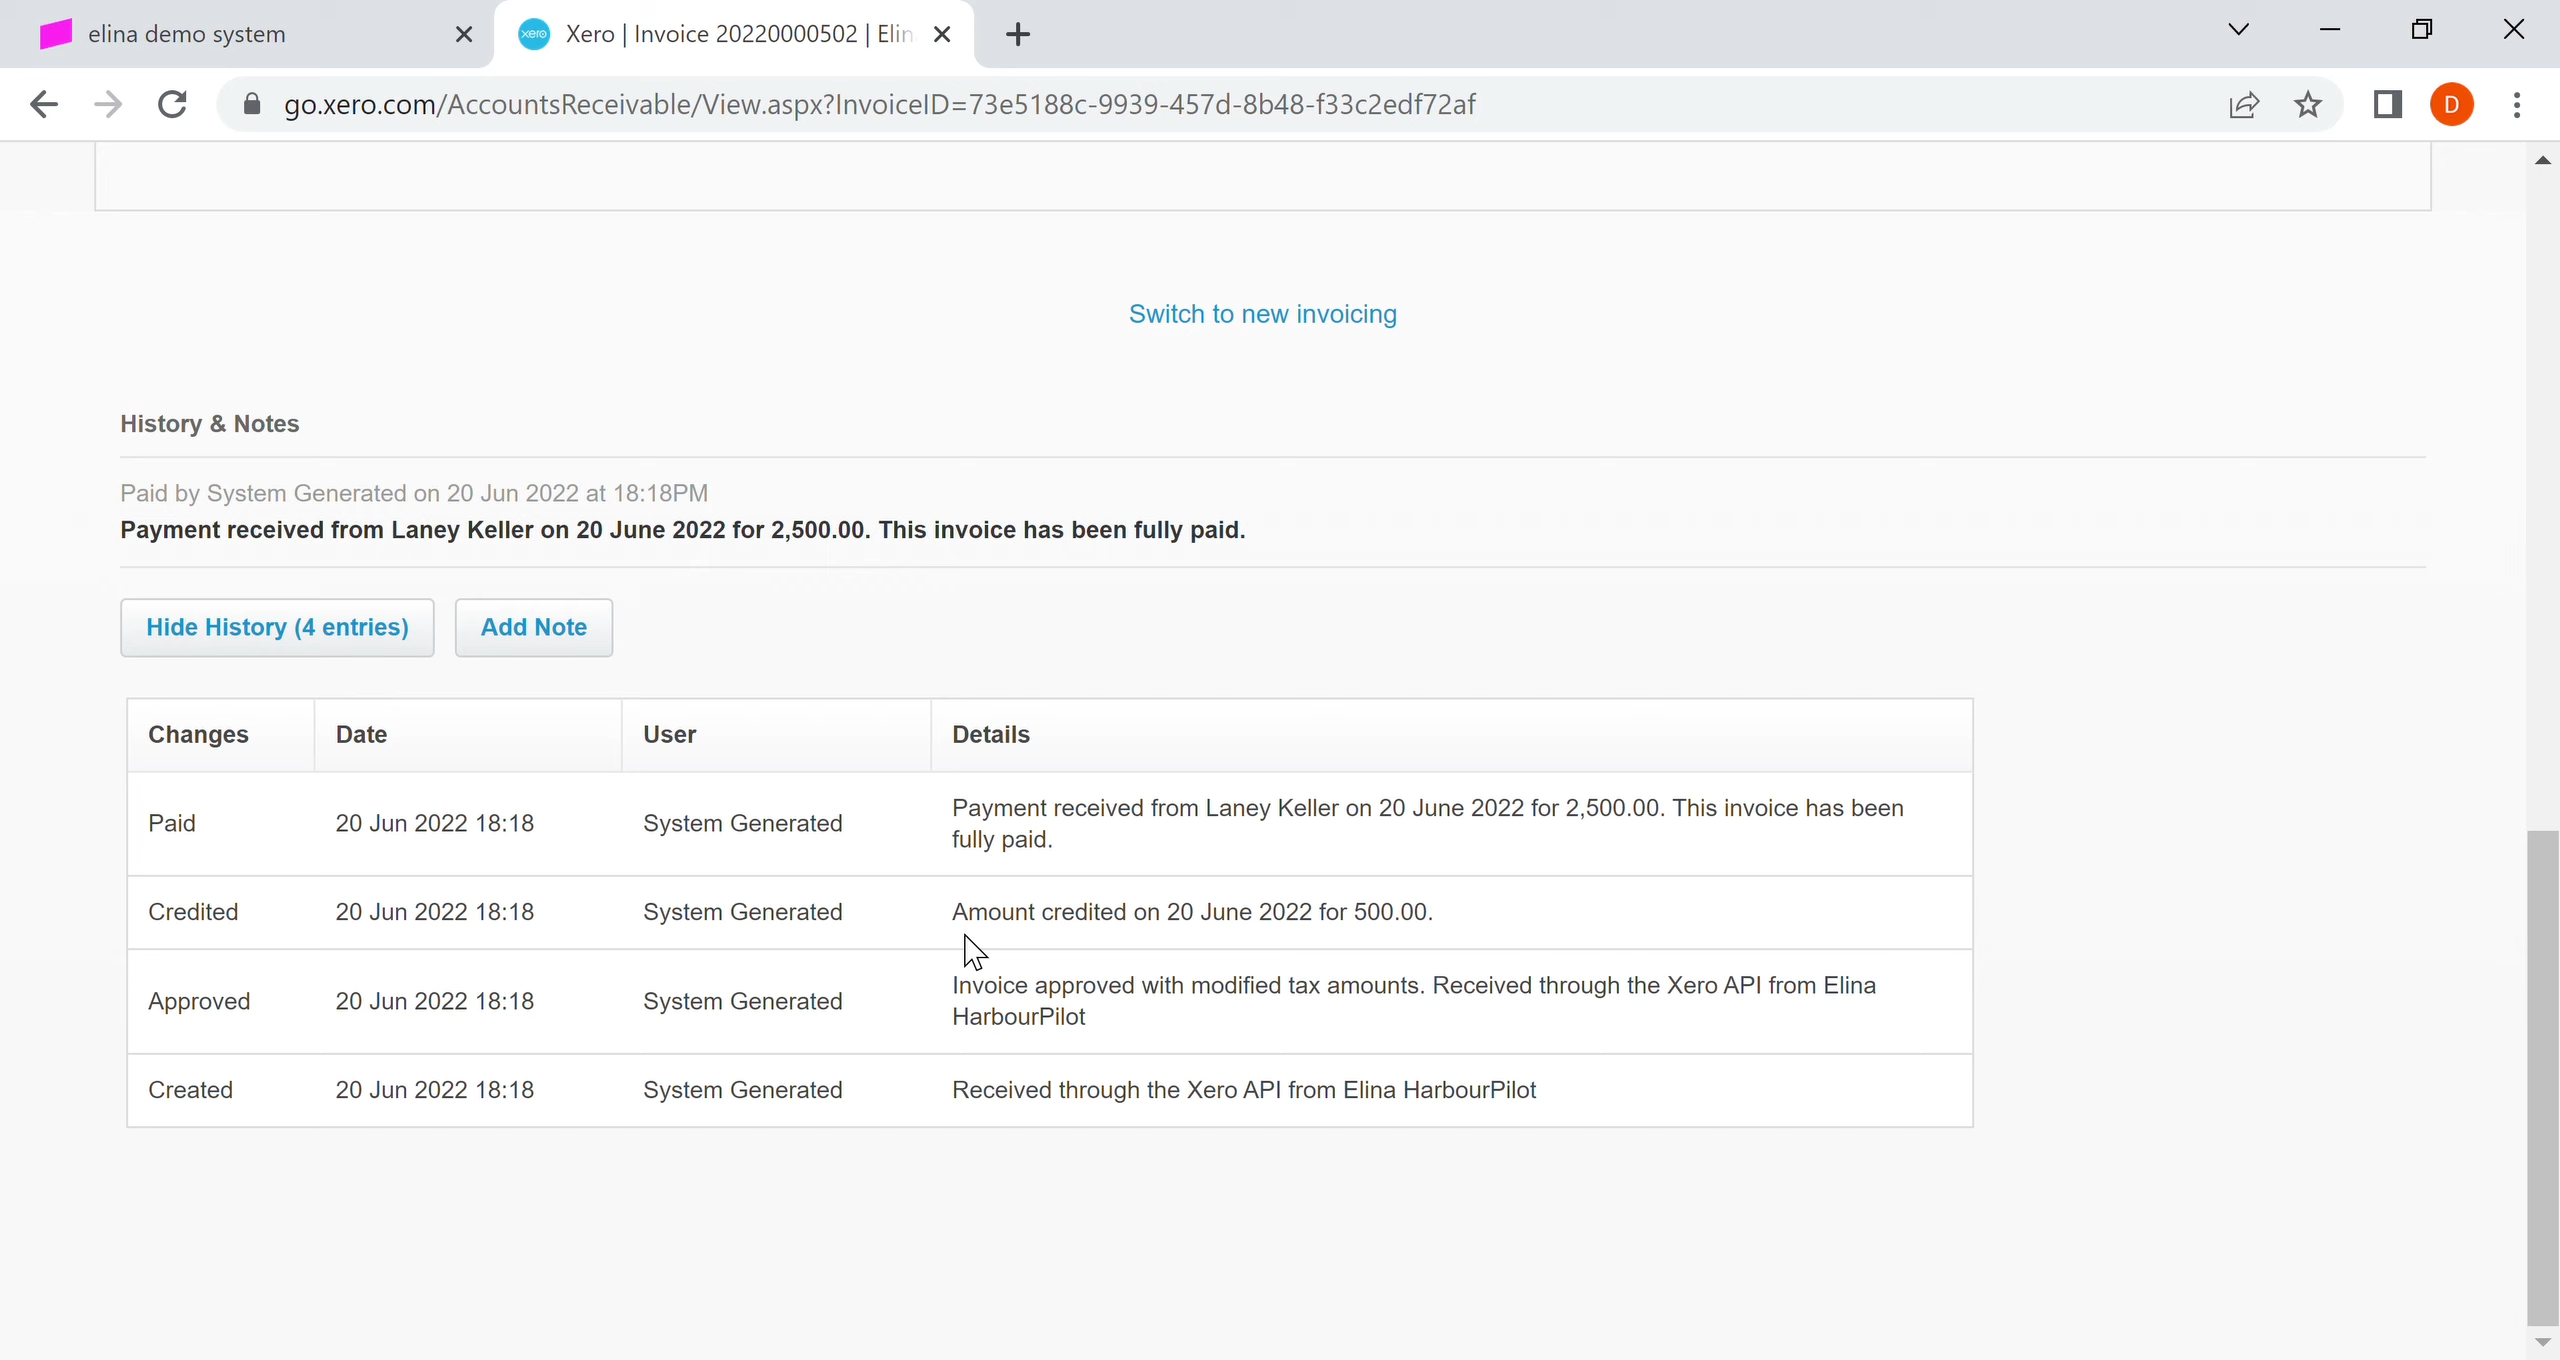 elina demo system
xero
Xero | Invoice 20220000502 | Elin
go.xero.com/AccountsReceivable/View.aspx?InvoiceID=73e5188c-9939-457d-8b48-f33c2edf72af
D
Switch to new invoicing
History & Notes
Paid by System Generated on 20 Jun 2022 at 18:18PM
Payment received from Laney Keller on 20 June 2022 for 2,500.00. This invoice has been fully paid.
Hide History (4 entries) Add Note
Changes Date User Details
Paid 20 Jun 2022 18:18 System Generated Payment received from Laney Keller on 20 June 2022 for 2,500.00. This invoice has been
fully paid.
Credited 20 Jun 2022 18:18 System Generated Amount credited on 20 June 2022 for 500.00.
Approved 20 Jun 2022 18:18 System Generated Invoice approved with modified tax amounts. Received through the Xero API from Elina
HarbourPilot
Created 20 Jun 2022 18:18 System Generated Received through the Xero API from Elina HarbourPilot